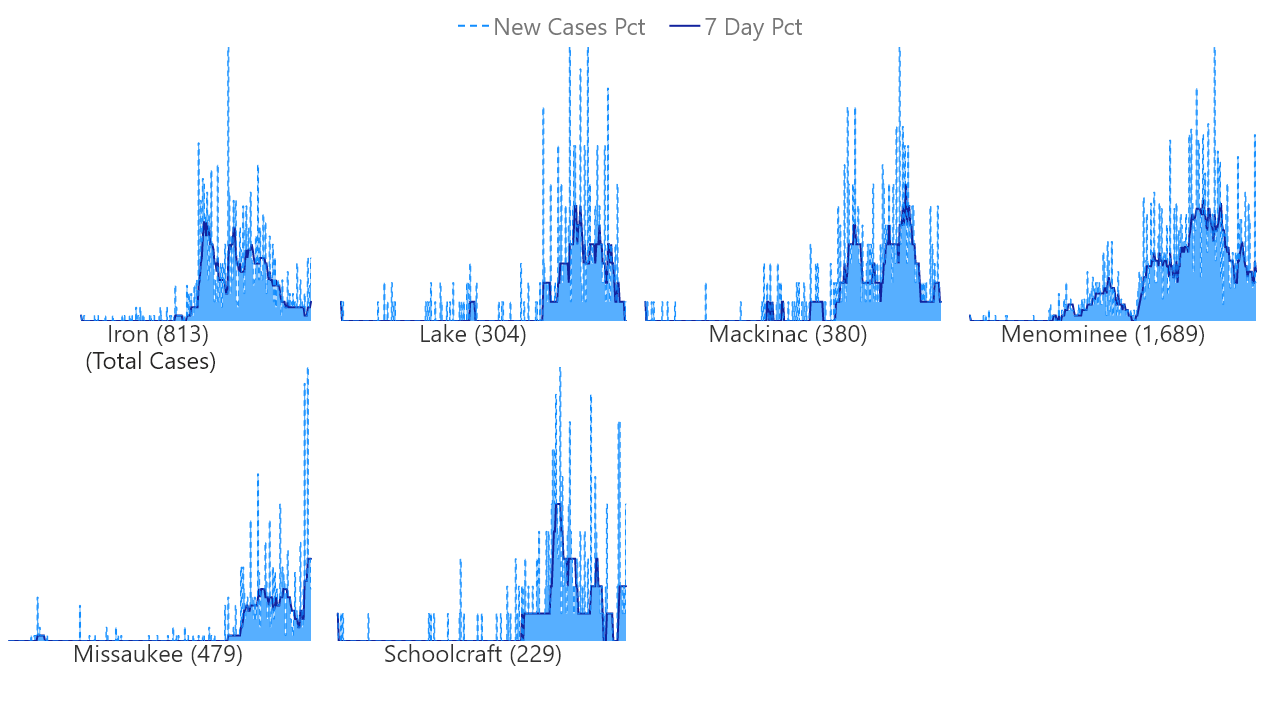 New Cases Pct 7 Day Pct
Iron (813)
(Total Cases)
Lake (304)
Mackinac (380)
Menominee (1,689)
Missaukee (479)
Schoolcraft (229)